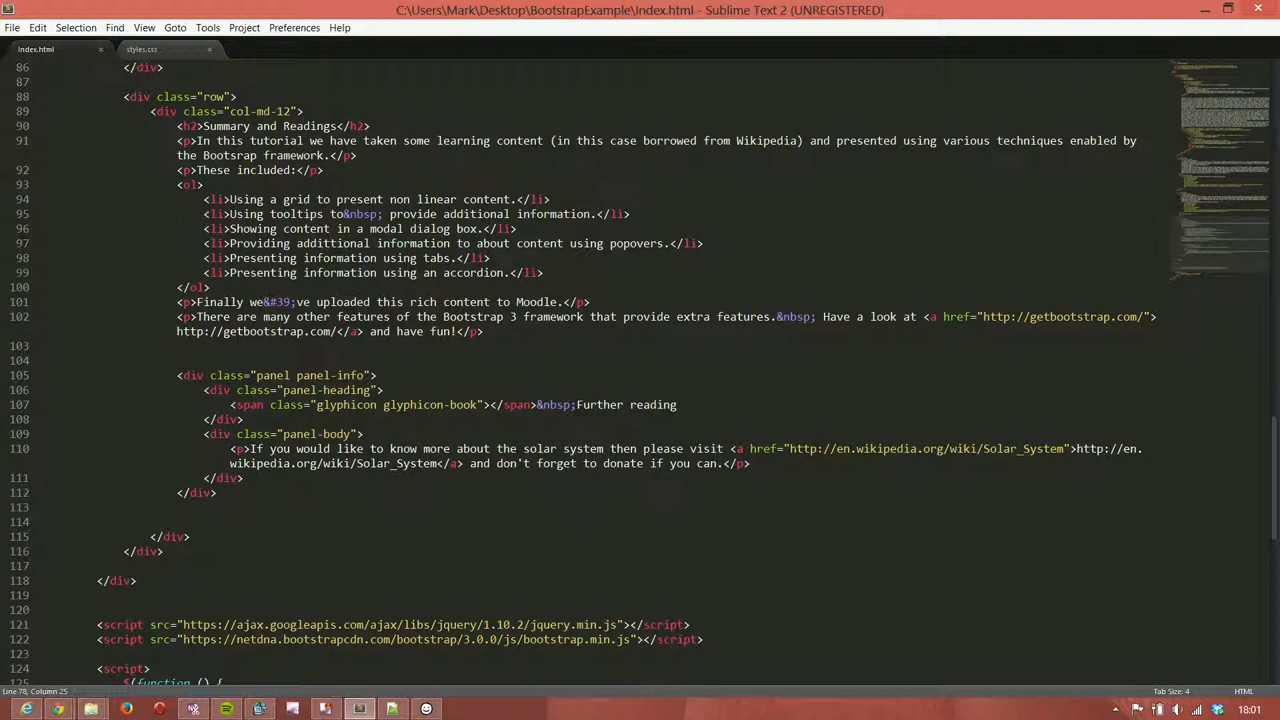 C:\Users\Mark\Desktop\BootstrapExample\Index.html - Sublime Text 2 (UNREGISTERED)
File Edit Selection Find View Goto Tools Project Preferences Help
Index.html × styles.css ×
86 </div>
87
88 <div class="row">
89 <div class="col-md-12">
90 <h2>Summary and Readings</h2>
91 <p>In this tutorial we have taken some learning content (in this case borrowed from Wikipedia) and presented using various techniques enabled by
the Bootsrap framework.</p>
92 <p>These included:</p>
93 <ol>
94 <li>Using a grid to present non linear content.</li>
95 <li>Using tooltips to&nbsp; provide additional information.</li>
96 <li>Showing content in a modal dialog box.</li>
97 <li>Providing additional information to about content using popovers.</li>
98 <li>Presenting information using tabs.</li>
99 <li>Presenting information using an accordion.</li>
100 </ol>
101 <p>Finally we&#39;ve uploaded this rich content to Moodle.</p>
102 <p>There are many other features of the Bootstrap 3 framework that provide extra features.&nbsp; Have a look at <a href="http://getbootstrap.com/">
http://getbootstrap.com/</a> and have fun!</p>
103
104
105 <div class="panel panel-info">
106 <div class="panel-heading">
107 <span class="glyphicon glyphicon-book"></span>&nbsp;Further reading
108 </div>
109 <div class="panel-body">
110 <p>If you would like to know more about the solar system then please visit <a href="http://en.wikipedia.org/wiki/Solar_System">http://en.
wikipedia.org/wiki/Solar_System</a> and don't forget to donate if you can.</p>
111 </div>
112 </div>
113
114
115 </div>
116 </div>
117
118 </div>
119
120
121 <script src="https://ajax.googleapis.com/ajax/libs/jquery/1.10.2/jquery.min.js"></script>
122 <script src="https://netdna.bootstrapcdn.com/bootstrap/3.0.0/js/bootstrap.min.js"></script>
123
124 <script>
125 $(function () {
Line 78, Column 25 Tab Size: 4 HTML
18:01